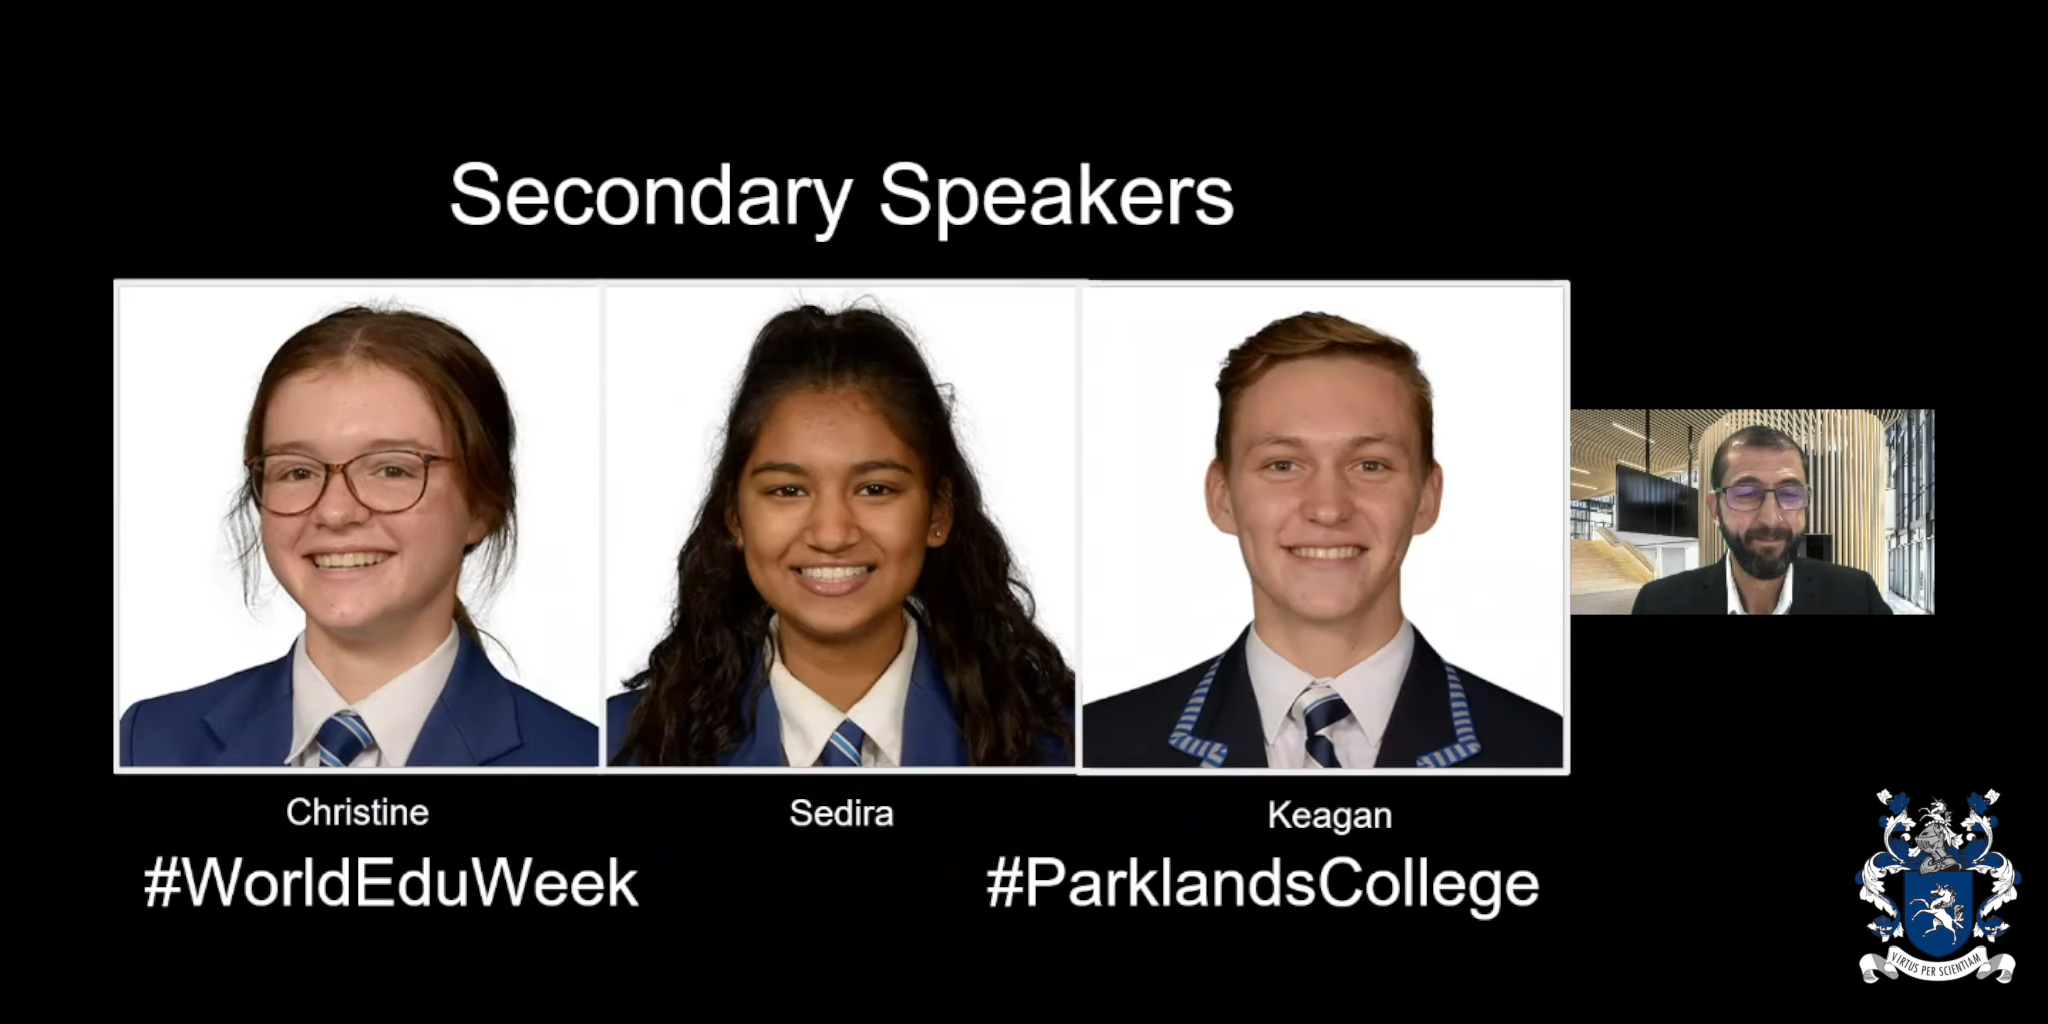 Secondary Speakers
Christine
Sedira
Keagan
#WorldEduWeek
#ParklandsCollege
VIRTUS PER SCIENTIAM